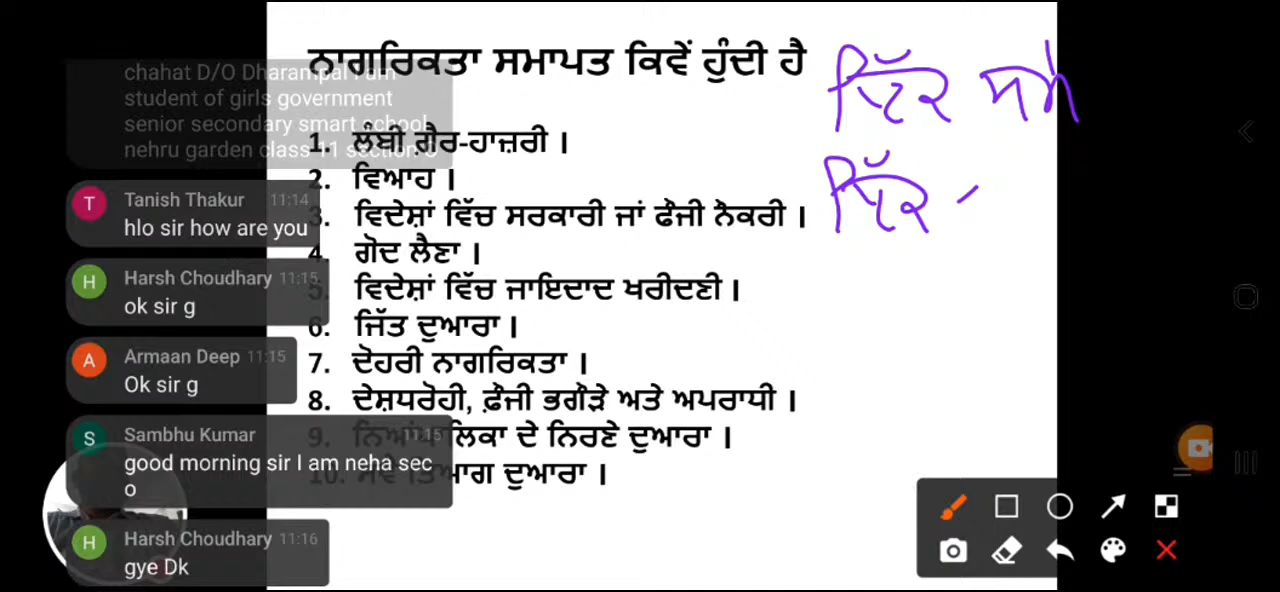 ਨਾਗਰਿਕਤਾ ਸਮਾਪਤ ਕਿਵੇਂ ਹੁੰਦੀ ਹੈ
1. ਲੰਬੀ ਗ਼ੈਰ-ਹਾਜ਼ਰੀ ।
2. ਵਿਆਹ ।
3. ਵਿਦੇਸ਼ਾਂ ਵਿੱਚ ਸਰਕਾਰੀ ਜਾਂ ਫੌਜੀ ਨੌਕਰੀ ।
4. ਗੋਦ ਲੈਣਾ ।
5. ਵਿਦੇਸ਼ਾਂ ਵਿੱਚ ਜਾਇਦਾਦ ਖਰੀਦਣੀ ।
6. ਜਿੱਤ ਦੁਆਰਾ ।
7. ਦੋਹਰੀ ਨਾਗਰਿਕਤਾ ।
8. ਦੇਸ਼ਧਰੋਹੀ, ਫ਼ੌਜੀ ਭਗੌੜੇ ਅਤੇ ਅਪਰਾਧੀ ।
9. ਨਿਆਂਪਾਲਿਕਾ ਦੇ ਨਿਰਣੇ ਦੁਆਰਾ ।
10. ਸਵੈ ਤਿਆਗ ਦੁਆਰਾ ।
ਇੱਕ ਸਮੇਂ
ਇੱਕ
chahat D/O Dharampal ram
student of girls government
senior secondary smart school
nehru garden class 11 section
Tanish Thakur 11:14
hlo sir how are you
Harsh Choudhary 11:15
ok sir g
Armaan Deep 11:15
Ok sir g
Sambhu Kumar 11:15
good morning sir I am neha sec
o
Harsh Choudhary 11:16
gye Dk